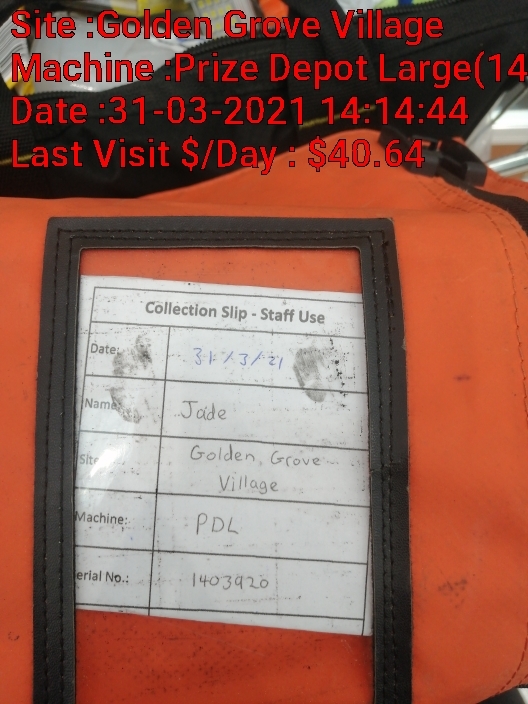 Site :Golden Grove Village
Machine :Prize Depot Large(14
Date :31-03-2021 14:14:44
Last Visit $/Day : $40.64
Collection Slip - Staff Use
Date: 31/3/21
Name: Jade
Site: Golden Grove
Village
Machine: PDL
erial No.: 1403920